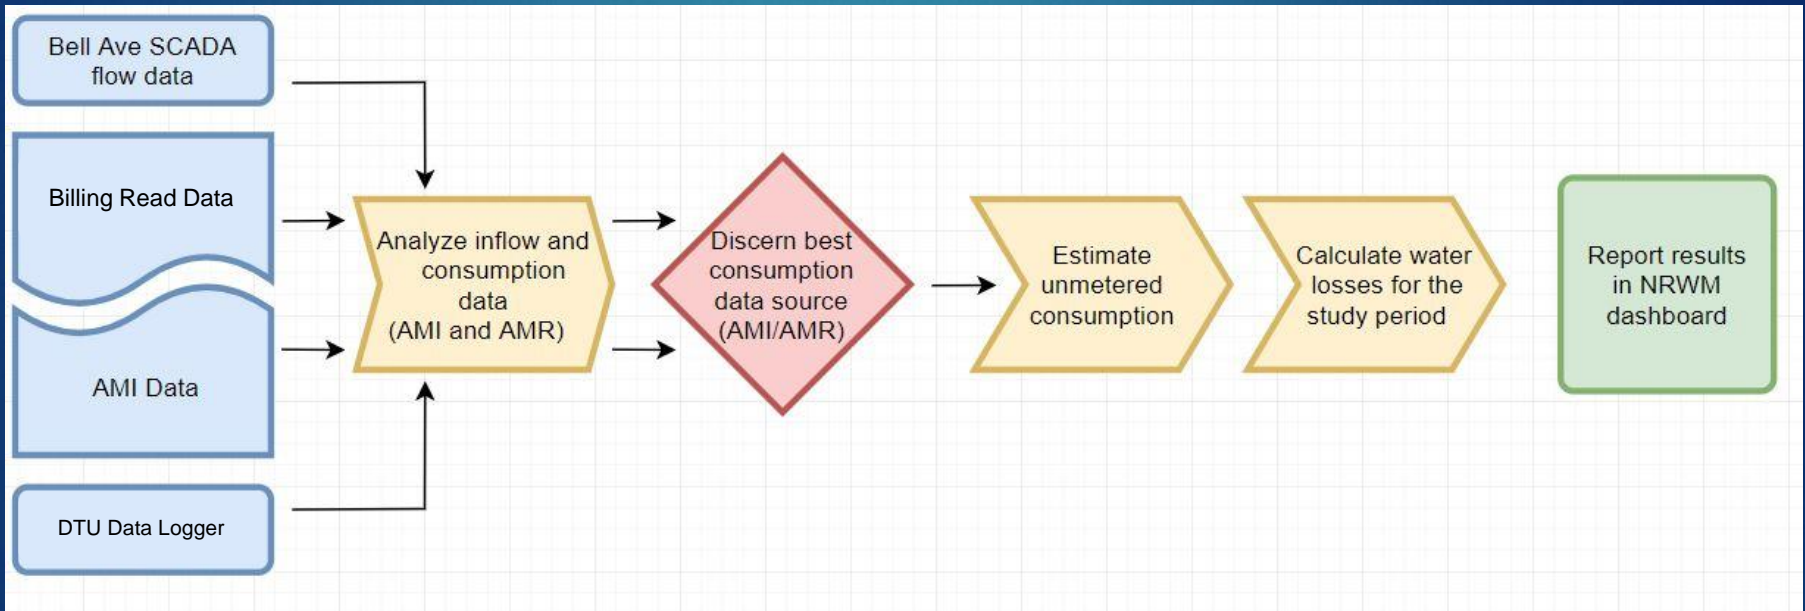 Bell Ave SCADA
flow data
Billing Read Data
AMI Data
DTU Data Logger
Analyze inflow and
consumption
data
(AMI and AMR)
Discern best
consumption
data source
(AMI/AMR)
Estimate
unmetered
consumption
Calculate water
losses for the
study period
Report results
in NRWM
dashboard